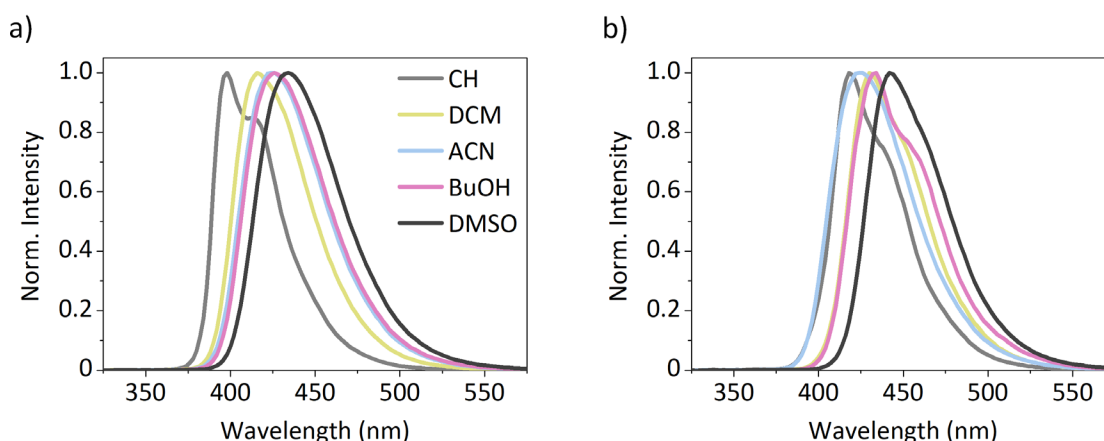 a)
Norm. Intensity
1.0
0.8
0.6
0.4
0.2
0
CH
DCM
ACN
BuOH
DMSO
350 400 450 500 550
Wavelength (nm)
b)
Norm. Intensity
1.0
0.8
0.6
0.4
0.2
0
350 400 450 500 550
Wavelength (nm)